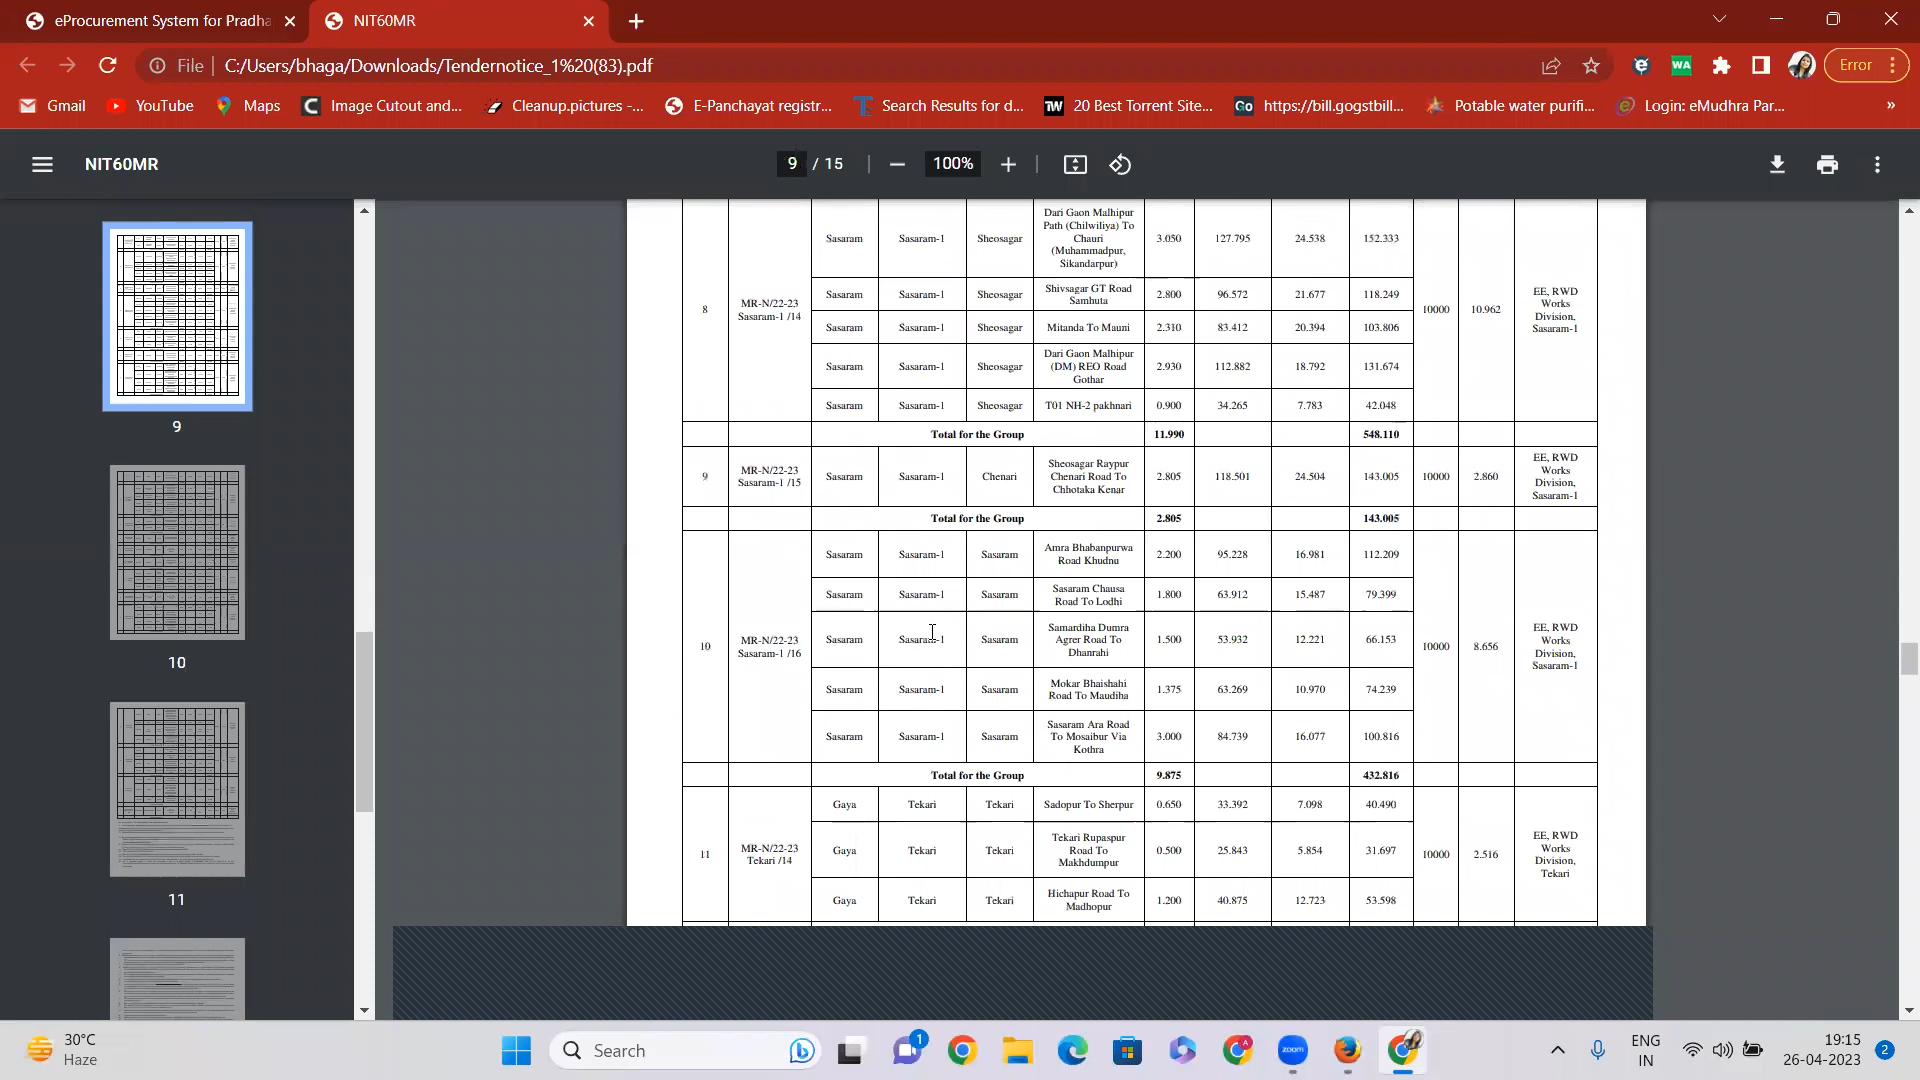 eProcurement System for Pradha
NIT60MR
File C:/Users/bhaga/Downloads/Tendernotice_1%20(83).pdf
Error
Gmail YouTube Maps Image Cutout and... Cleanup.pictures -... E-Panchayat registr... Search Results for d... 20 Best Torrent Site... https://bill.gogstbill... Potable water purifi... Login: eMudhra Par... »
NIT60MR 9 / 15 100%
9
10
11
8 MR-N/22-23 Sasaram-1 /14
Sasaram Sasaram-1 Sheosagar Dari Gaon Malhipur Path (Chilwiliya) To Chauri (Muhammadpur, Sikandarpur) 3.050 127.795 24.538 152.333
Sasaram Sasaram-1 Sheosagar Shivsagar GT Road Samhuta 2.800 96.572 21.677 118.249
Sasaram Sasaram-1 Sheosagar Mitanda To Mauni 2.310 83.412 20.394 103.806
Sasaram Sasaram-1 Sheosagar Dari Gaon Malhipur (DM) REO Road Gothar 2.930 112.882 18.792 131.674
Sasaram Sasaram-1 Sheosagar T01 NH-2 pakhnari 0.900 34.265 7.783 42.048
10000 10.962 EE, RWD Works Division, Sasaram-1
Total for the Group 11.990 548.110
9 MR-N/22-23 Sasaram-1 /15 Sasaram Sasaram-1 Chenari Sheosagar Raypur Chenari Road To Chhotaka Kenar 2.805 118.501 24.504 143.005 10000 2.860 EE, RWD Works Division, Sasaram-1
Total for the Group 2.805 143.005
10 MR-N/22-23 Sasaram-1 /16
Sasaram Sasaram-1 Sasaram Amra Bhabanpurwa Road Khudnu 2.200 95.228 16.981 112.209
Sasaram Sasaram-1 Sasaram Sasaram Chausa Road To Lodhi 1.800 63.912 15.487 79.399
Sasaram Sasaram-1 Sasaram Samardiha Dumra Agrer Road To Dhanrahi 1.500 53.932 12.221 66.153
Sasaram Sasaram-1 Sasaram Mokar Bhaishahi Road To Maudiha 1.375 63.269 10.970 74.239
Sasaram Sasaram-1 Sasaram Sasaram Ara Road To Mosaibur Via Kothra 3.000 84.739 16.077 100.816
10000 8.656 EE, RWD Works Division, Sasaram-1
Total for the Group 9.875 432.816
11 MR-N/22-23 Tekari /14
Gaya Tekari Tekari Sadopur To Sherpur 0.650 33.392 7.098 40.490
Gaya Tekari Tekari Tekari Rupaspur Road To Makhdumpur 0.500 25.843 5.854 31.697
Gaya Tekari Tekari Hichapur Road To Madhopur 1.200 40.875 12.723 53.598
10000 2.516 EE, RWD Works Division, Tekari
30°C
Haze
Search
1
zoom
ENG
IN
19:15
26-04-2023
2